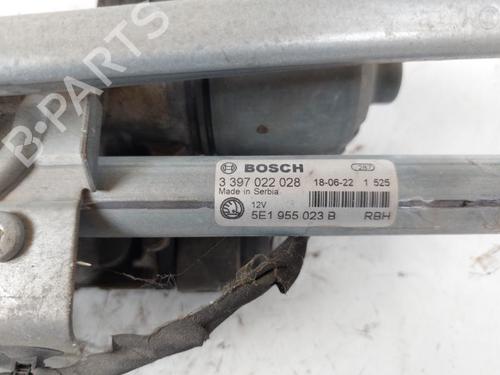 B-PARTS
BOSCH 287
3 397 022 028 18-06-22 1 525
Made in Serbia
12V
5E1 955 023 B RBH